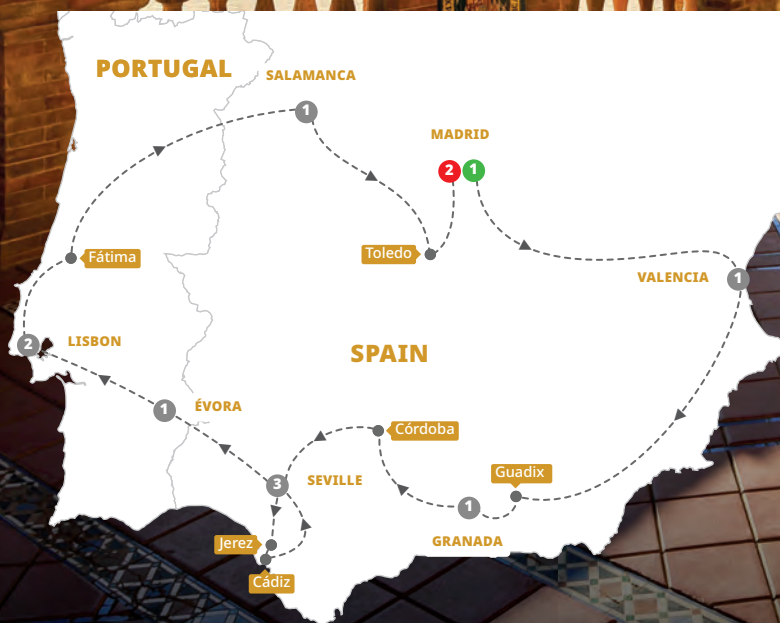 PORTUGAL
SALAMANCA
1
MADRID
2 1
Toledo
Fátima
VALENCIA
1
2
LISBON
SPAIN
1
ÉVORA
Córdoba
Guadix
3
SEVILLE
1
GRANADA
Jerez
Cádiz